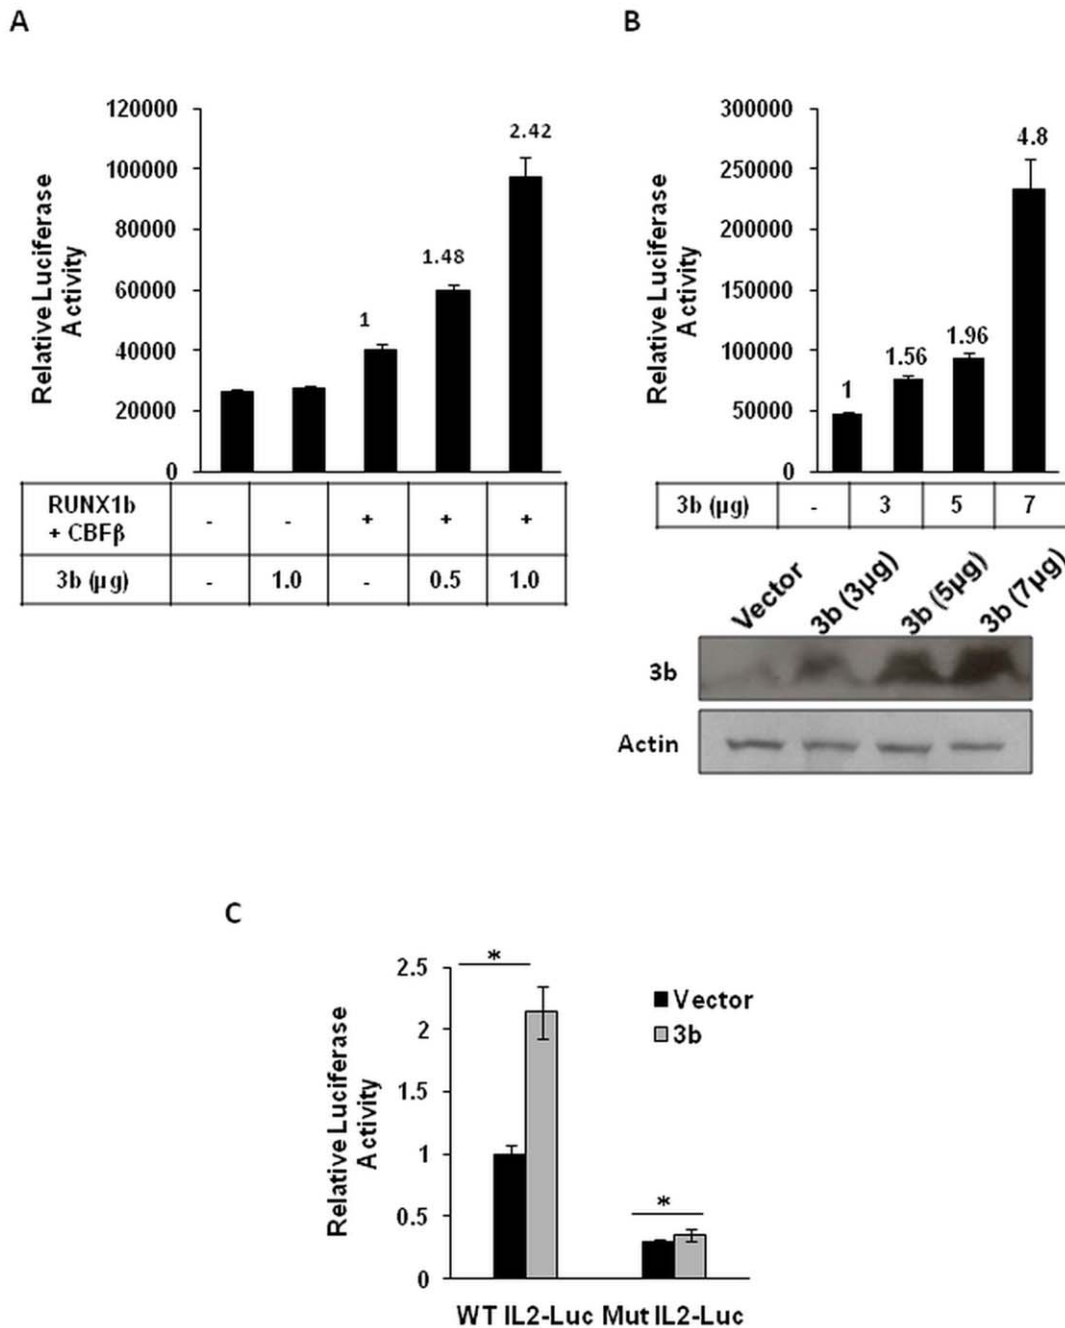 A
Relative Luciferase
Activity
120000
100000
80000
60000
40000
20000
0
1
1.48
2.42
RUNX1b
+ CBFβ
-
-
+
+
+
3b (μg)
-
1.0
-
0.5
1.0
B
Relative Luciferase
Activity
300000
250000
200000
150000
100000
50000
0
1
1.56
1.96
4.8
3b (μg)
-
3
5
7
Vector
3b (3μg)
3b (5μg)
3b (7μg)
3b
Actin
C
Relative Luciferase
Activity
2.5
2
1.5
1
0.5
0
*
*
Vector
3b
WT IL2-Luc
Mut IL2-Luc